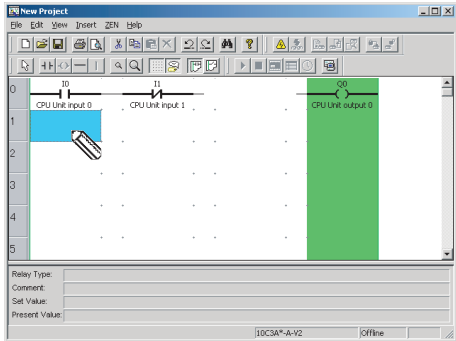 New Project
File Edit View Insert ZEN Help
0
I0
I1
Q0
CPU Unit input 0
CPU Unit input 1
CPU Unit output 0
1
2
3
4
5
Relay Type:
Comment:
Set Value:
Present Value:
10C3A*-A-V2
Offline